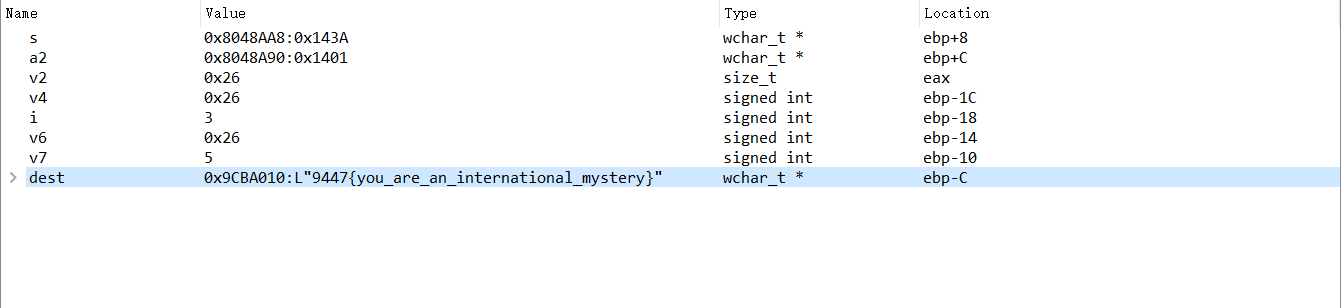 Name Value Type Location
s 0x8048AA8:0x143A wchar_t * ebp+8
a2 0x8048A90:0x1401 wchar_t * ebp+C
v2 0x26 size_t eax
v4 0x26 signed int ebp-1C
i 3 signed int ebp-18
v6 0x26 signed int ebp-14
v7 5 signed int ebp-10
dest 0x9CBA010:L"9447{you_are_an_international_mystery}" wchar_t * ebp-C